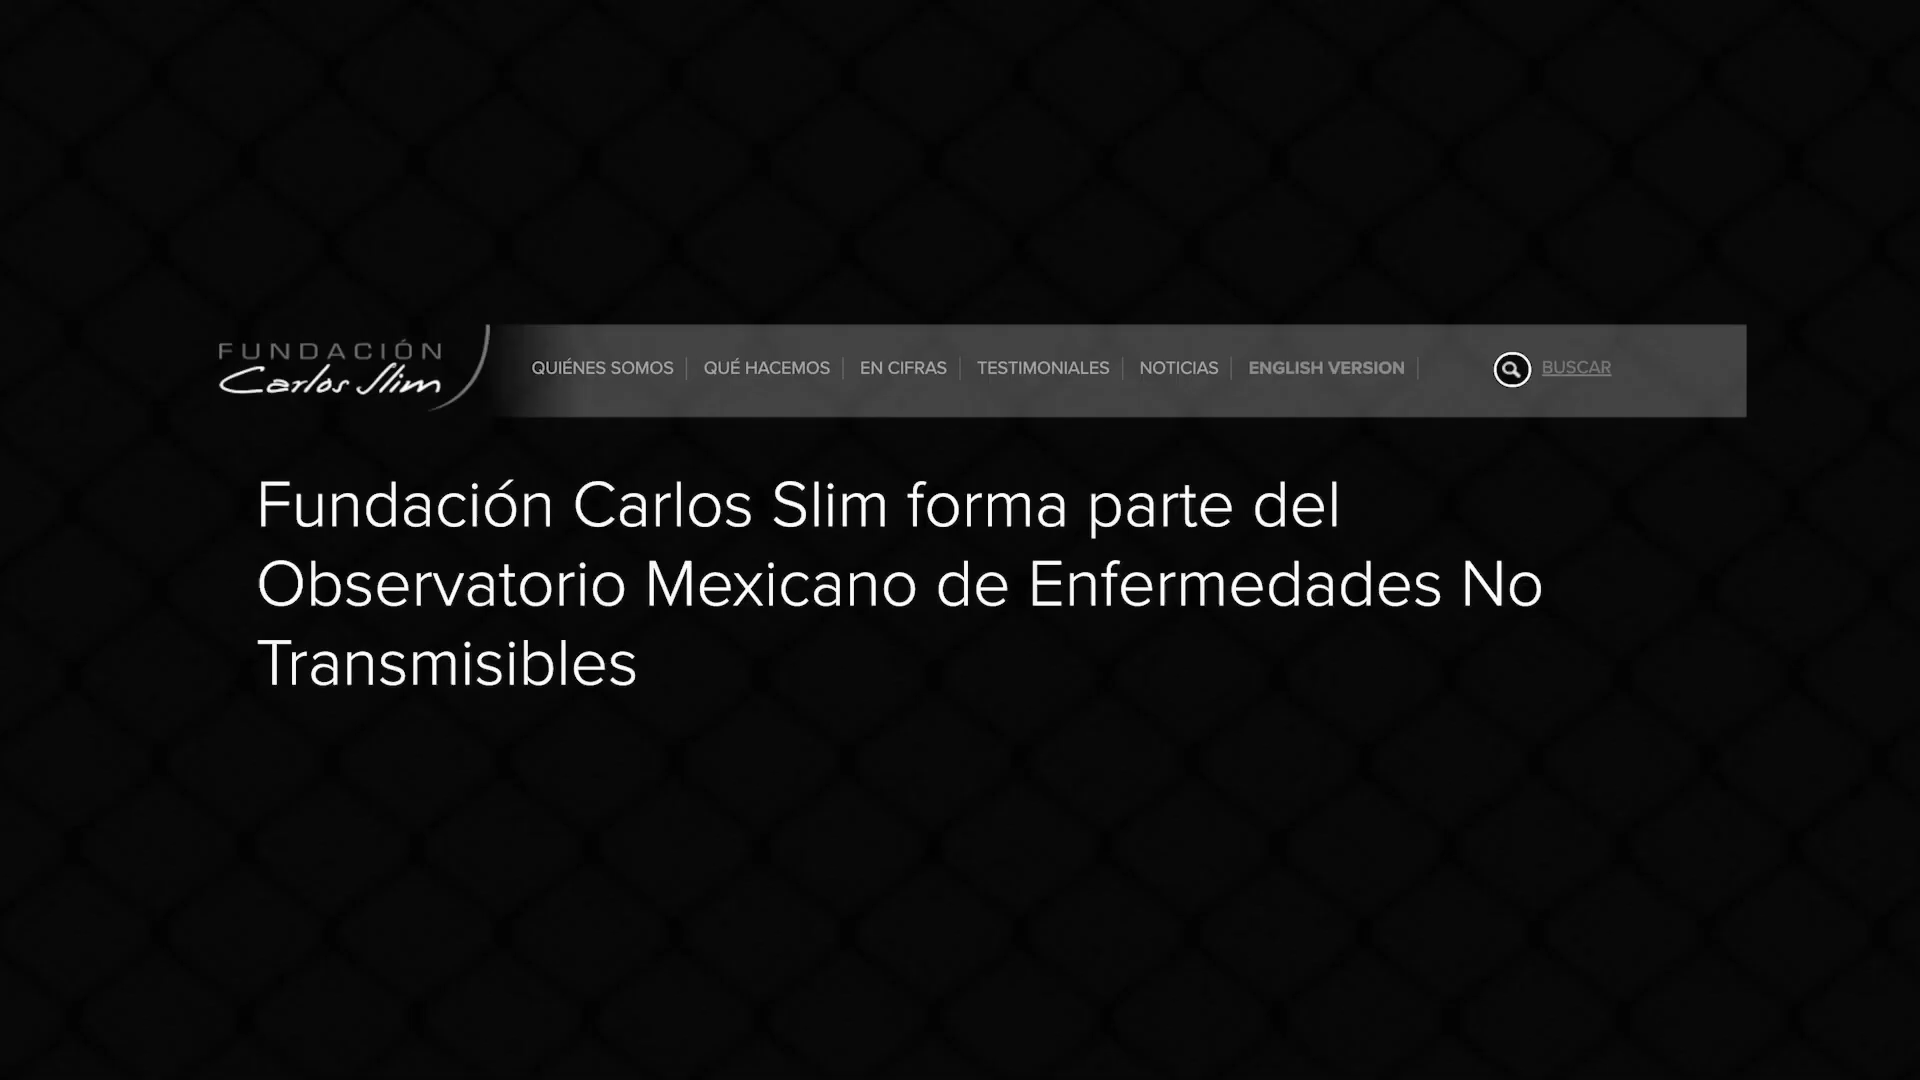 FUNDACIÓN
Carlos Slim
QUIÉNES SOMOS QUÉ HACEMOS EN CIFRAS TESTIMONIALES NOTICIAS ENGLISH VERSION BUSCAR
Fundación Carlos Slim forma parte del
Observatorio Mexicano de Enfermedades No
Transmisibles